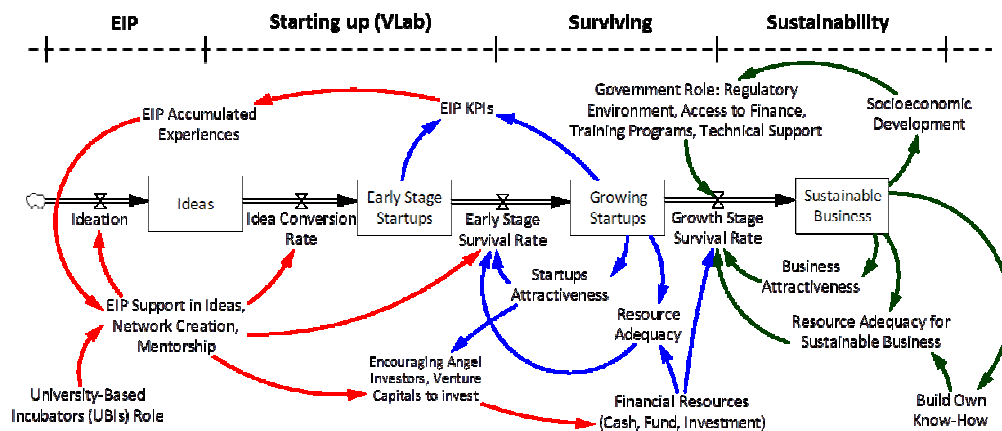 EIP
Starting up (VLab)
Surviving
Sustainability
EIP Accumulated
Experiences
EIP KPIs
Government Role: Regulatory
Environment, Access to Finance,
Training Programs, Technical Support
Socioeconomic
Development
Ideation
Ideas
Idea Conversion
Rate
Early Stage
Startups
Early Stage
Survival Rate
Growing
Startups
Growth Stage
Survival Rate
Sustainable
Business
Startups
Attractiveness
Business
Attractiveness
EIP Support in Ideas,
Network Creation,
Mentorship
Resource
Adequacy
Resource Adequacy for
Sustainable Business
Encouraging Angel
Investors, Venture
Capitals to invest
University-Based
Incubators (UBIs) Role
Financial Resources
(Cash, Fund, Investment)
Build Own
Know-How